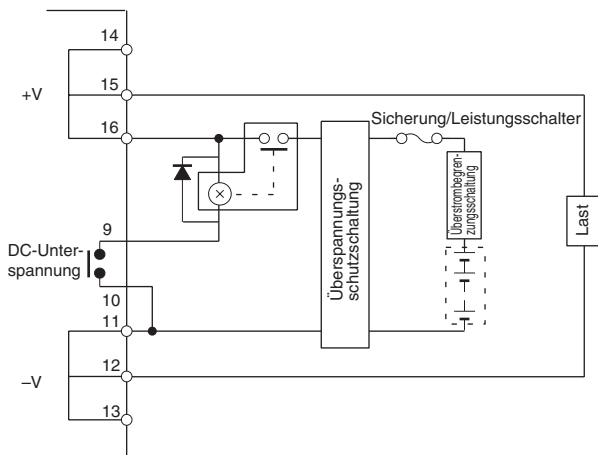 14
+V
15
16
Sicherung/Leistungsschalter
Überspannungs-
schutzschaltung
Überstrombegren-
zungsschaltung
Last
9
DC-Unter-
spannung
10
11
12
–V
13